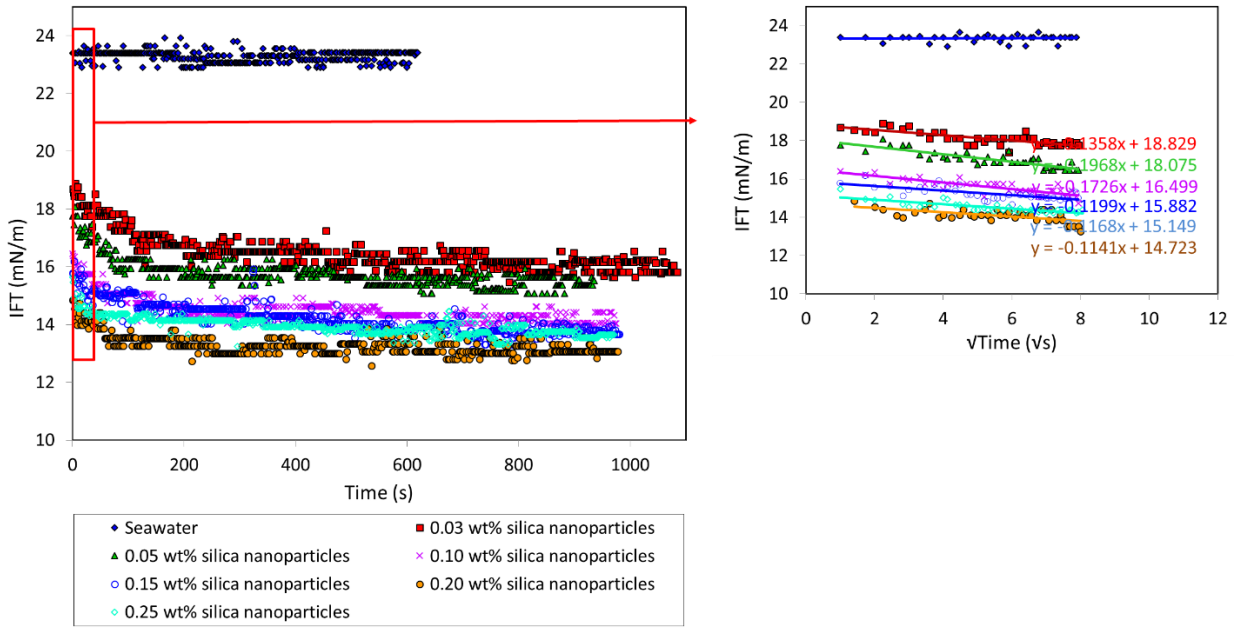 24
22
20
18
16
14
12
10
IFT (mN/m)
0
200
400
600
800
1000
Time (s)
Seawater
0.03 wt% silica nanoparticles
0.05 wt% silica nanoparticles
0.10 wt% silica nanoparticles
0.15 wt% silica nanoparticles
0.20 wt% silica nanoparticles
0.25 wt% silica nanoparticles
24
22
20
18
16
14
12
10
IFT (mN/m)
y = -0.1358x + 18.829
y = -0.1968x + 18.075
y = -0.1726x + 16.499
y = -0.1199x + 15.882
y = -0.1168x + 15.149
y = -0.1141x + 14.723
0
2
4
6
8
10
12
√Time (√s)